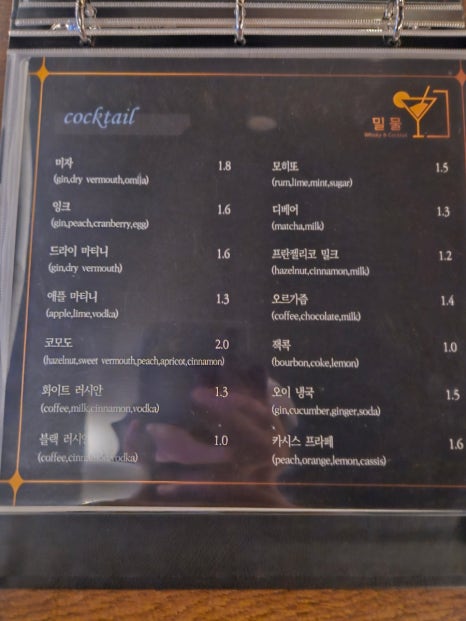 cocktail
밀물
Whisky & Cocktail
미자 1.8
(gin,dry vermouth,omija)
잉크 1.6
(gin,peach,cranberry,egg)
드라이 마티니 1.6
(gin,dry vermouth)
애플 마티니 1.3
(apple,lime,vodka)
코모도 2.0
(hazelnut,sweet vermouth,peach,apricot,cinnamon)
화이트 러시안 1.3
(coffee,milk,cinnamon,vodka)
블랙 러시안 1.0
(coffee,cinnamon,vodka)
모히또 1.5
(rum,lime,mint,sugar)
디베어 1.3
(matcha,milk)
프란젤리코 밀크 1.2
(hazelnut,cinnamon,milk)
오르가즘 1.4
(coffee,chocolate,milk)
잭콕 1.0
(bourbon,coke,lemon)
오이 냉국 1.5
(gin,cucumber,ginger,soda)
카시스 프라페 1.6
(peach,orange,lemon,cassis)